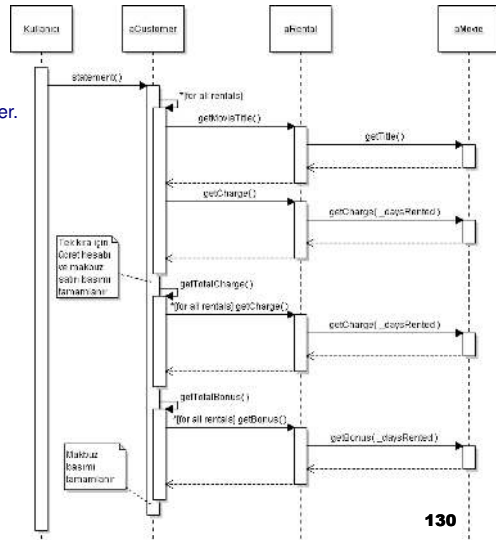 Kullanıcı
aCustomer
aRental
aMovie
statement()
er.
*[for all rentals]
getMovieTitle()
getTitle()
getCharge()
getCharge( _daysRented )
Tek kira için
ücret hesabı
ve makbuz
satırı basımı
tamamlanır
getTotalCharge()
*[for all rentals] getCharge()
getCharge( _daysRented )
getTotalBonus()
*[for all rentals] getBonus()
getBonus( _daysRented )
Makbuz
basımı
tamamlanır
130